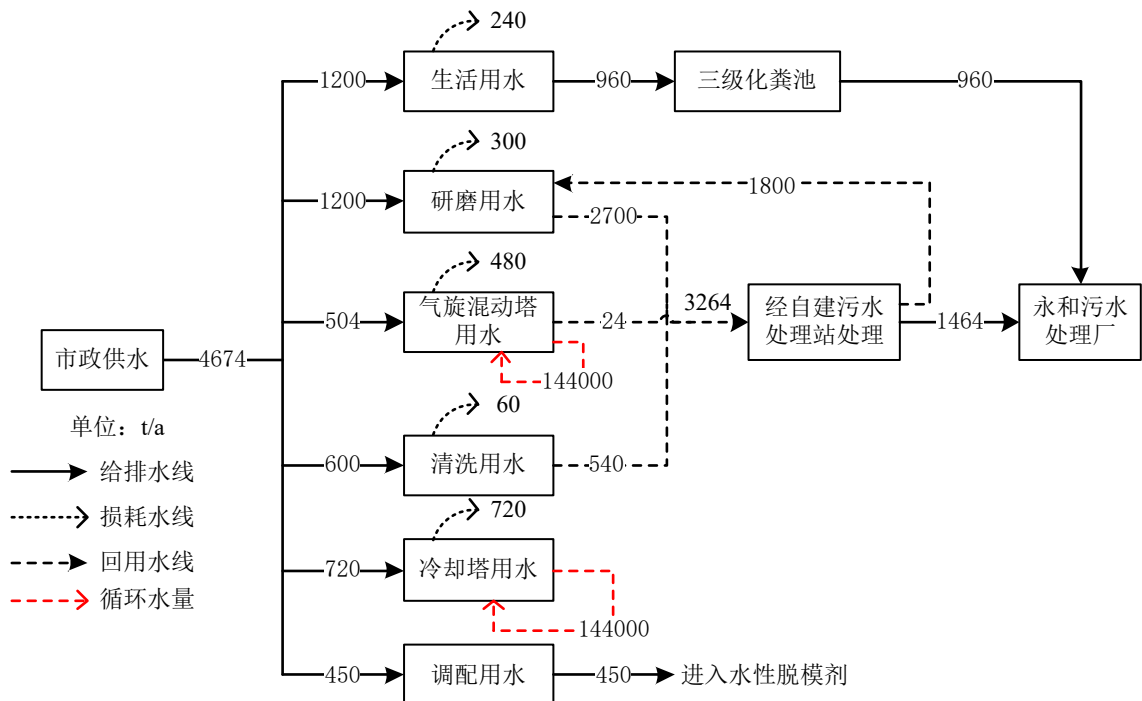 240
1200
生活用水
960
三级化粪池
960
300
1200
研磨用水
1800
2700
480
504
气旋混动塔
用水
24
3264
经自建污水
处理站处理
1464
永和污水
处理厂
市政供水
4674
144000
60
单位：t/a
600
清洗用水
540
给排水线
720
损耗水线
720
冷却塔用水
回用水线
循环水量
144000
450
调配用水
450
进入水性脱模剂